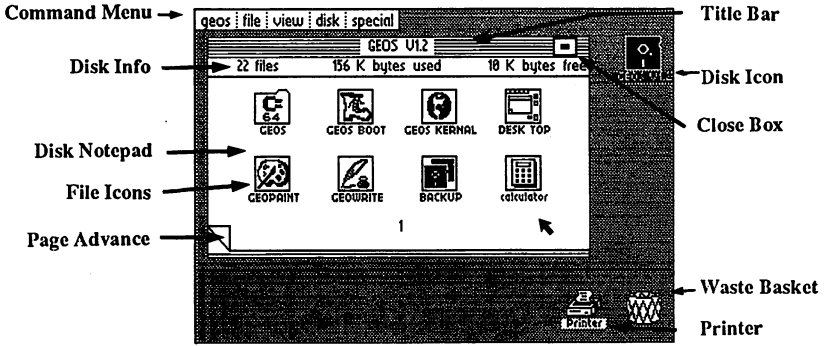 Command Menu
geos file view disk special
Title Bar
GEOS V1.2
Disk Info
22 files 156 K bytes used 10 K bytes free
Disk Icon
64
GEOS GEOS BOOT GEOS KERNAL DESK TOP
Close Box
Disk Notepad
File Icons
GEOPAINT GEOWRITE BACKUP calculator
Page Advance
1
Waste Basket
Printer
Printer